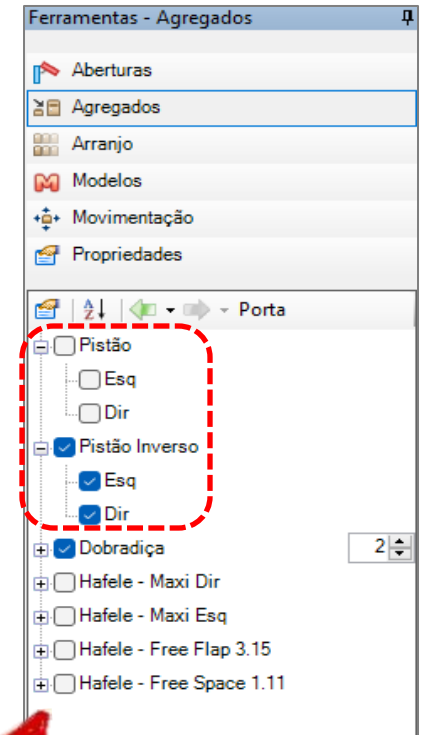 Ferramentas - Agregados
Aberturas
Agregados
Arranjo
Modelos
Movimentação
Propriedades
Porta
Pistão
Esq
Dir
Pistão Inverso
Esq
Dir
Dobradiça 2
Hafele - Maxi Dir
Hafele - Maxi Esq
Hafele - Free Flap 3.15
Hafele - Free Space 1.11